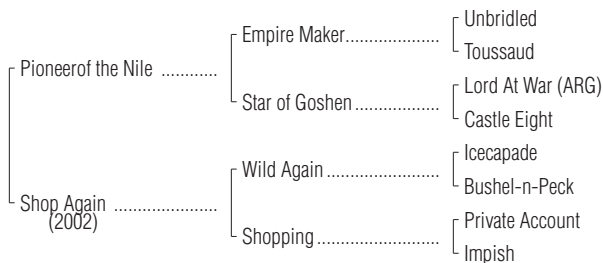 Unbridled
Empire Maker....................
Toussaud
Pioneerof the Nile ............
Lord At War (ARG)
Star of Goshen..................
Castle Eight
Icecapade
Wild Again ........................
Bushel-n-Peck
Shop Again ......................
(2002)
Private Account
Shopping..........................
Impish